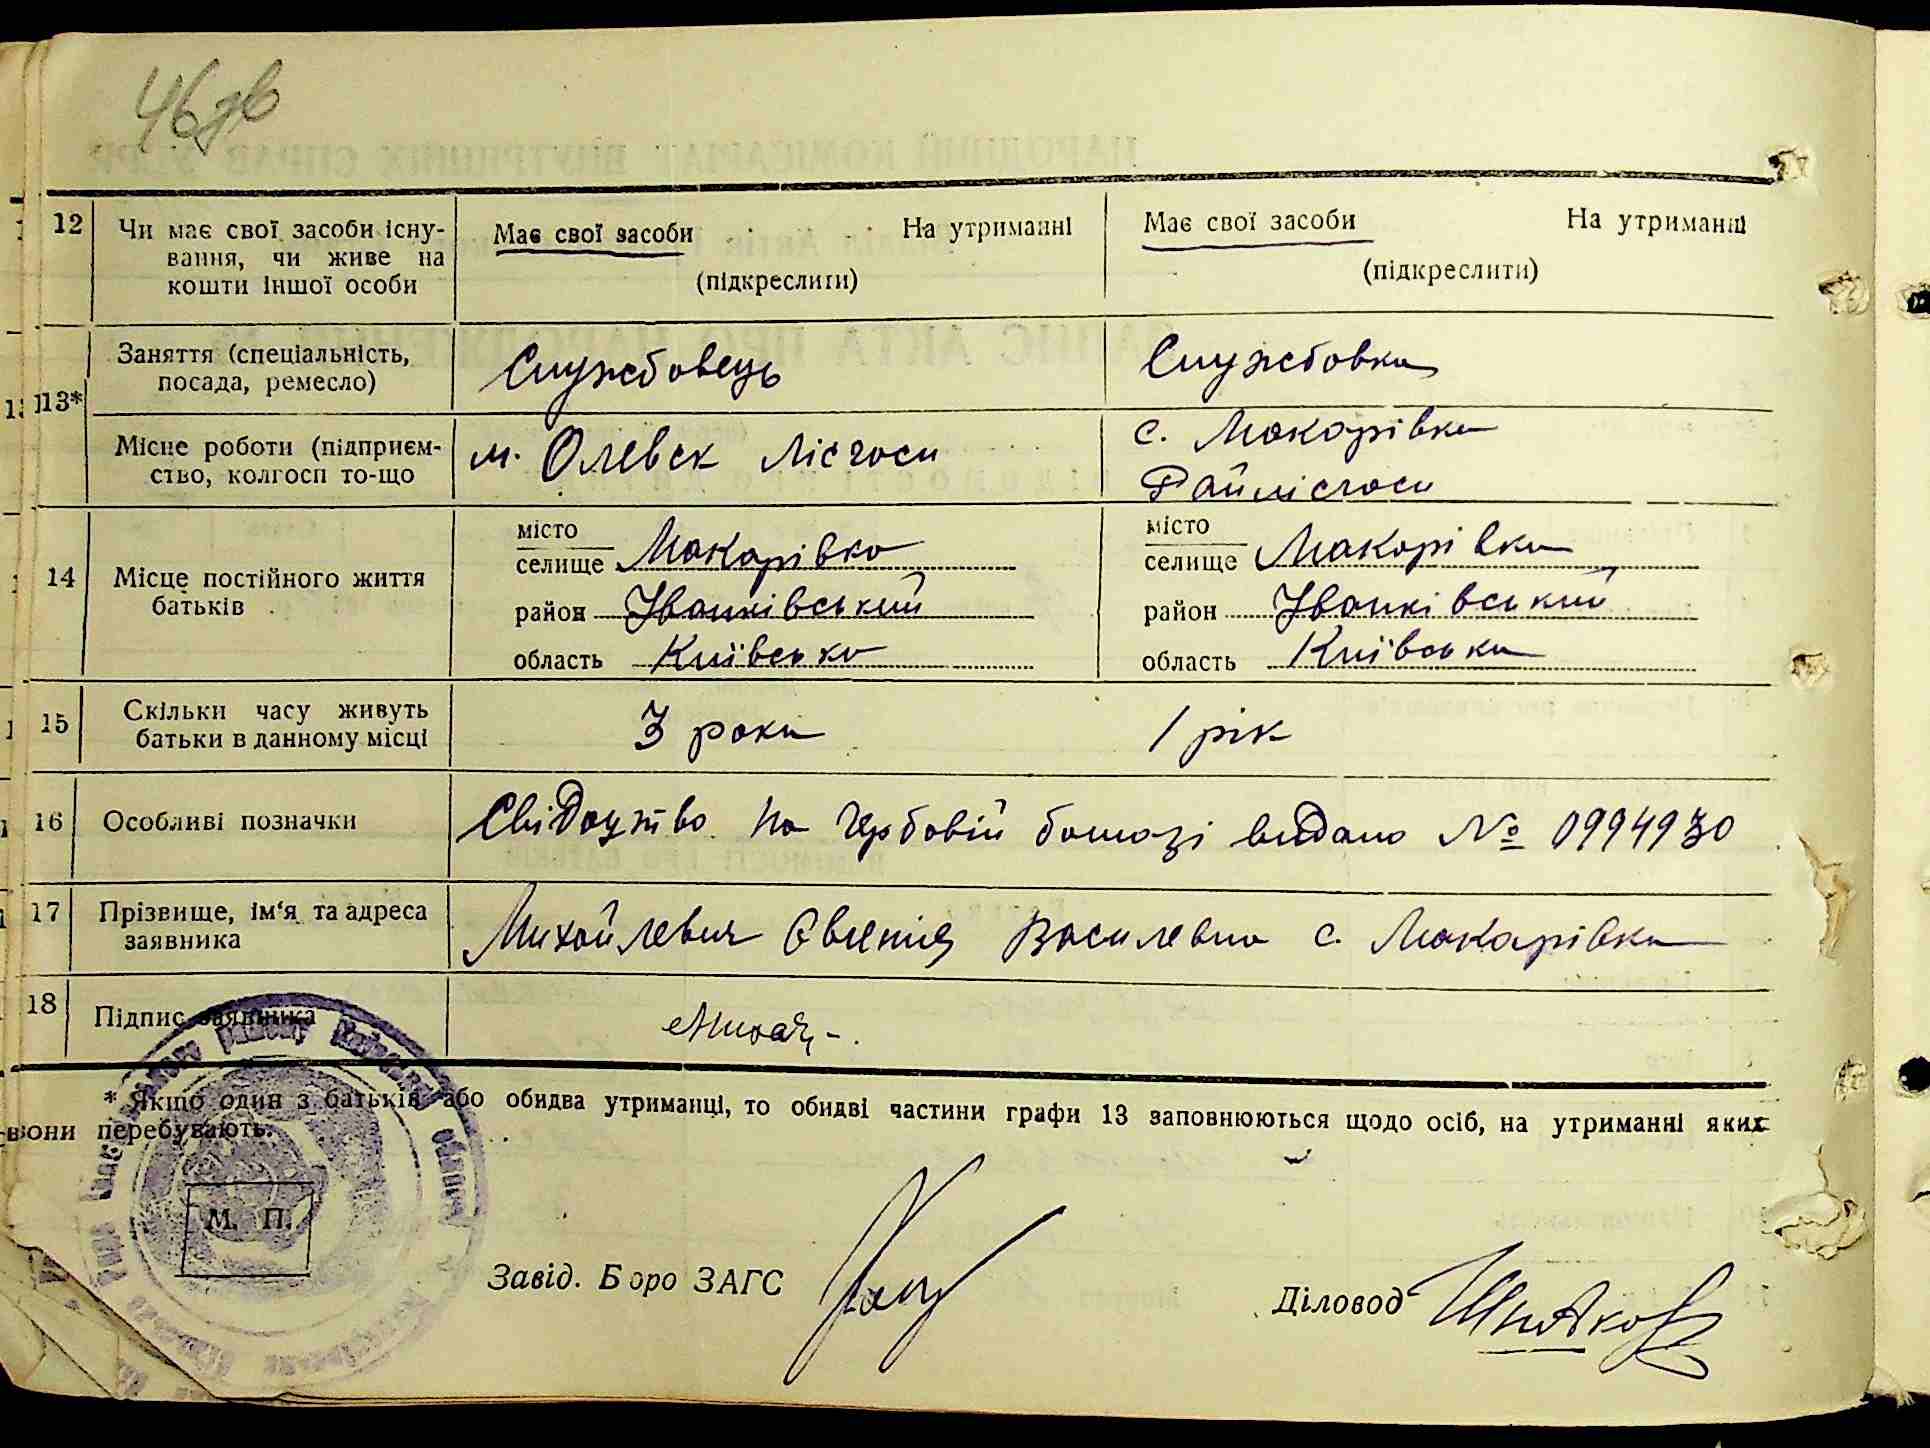 46зв
12 Чи має свої засоби існу- Має свої засоби На утриманні Має свої засоби На утриманні
вання, чи живе на
кошти іншої особи (підкреслити) (підкреслити)
13* Заняття (спеціальність, Службовець Службовка
посада, ремесло)
Місце роботи (підприєм- м. Олевск Лісгосп с. Макарівка
ство, колгосп то-що Райлісгосп
14 Місце постійного життя
батьків
місто місто
селище Макарівка селище Макарівка
район Іванківський район Іванківський
область Київська область Київська
15 Скільки часу живуть 3 роки 1 рік
батьки в данному місці
16 Особливі позначки Свідоцтво на гербовій бомазі видано № 0994930
17 Прізвище, ім'я та адреса Михайлевич Євгенія Василевна с. Макарівка
заявника
18 Підпис заявника
* Якщо один з батьків або обидва утриманці, то обидві частини графи 13 заповнюються щодо осіб, на утриманні яких
вони перебувають.
М. П.
Завід. Бюро ЗАГС Діловод